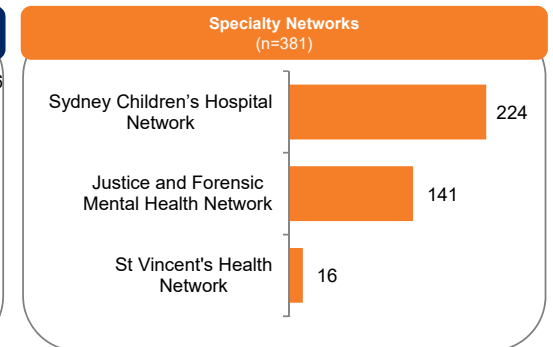 Specialty Networks
(n=381)
Sydney Children’s Hospital
Network
224
Justice and Forensic
Mental Health Network
141
St Vincent's Health
Network
16